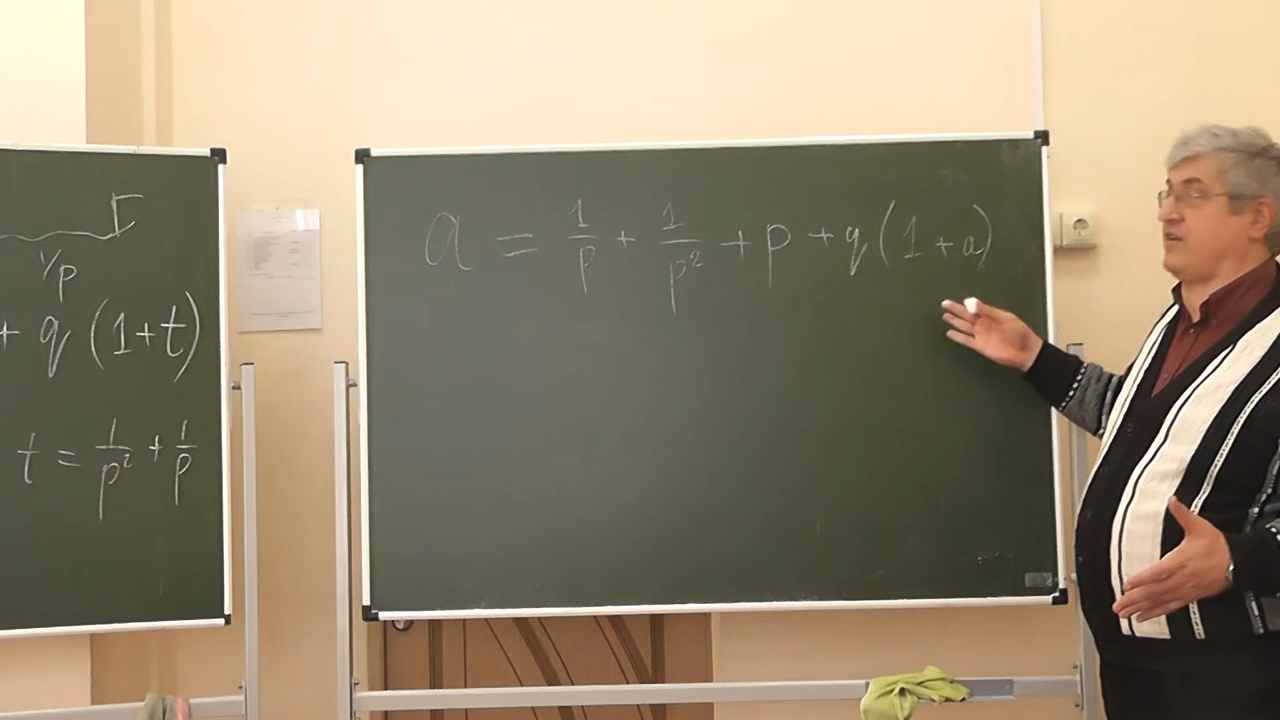 Г
1/p
+ q (1+t)
t = 1/p² + 1/p
a = 1/p + 1/p² + p + q(1+a)